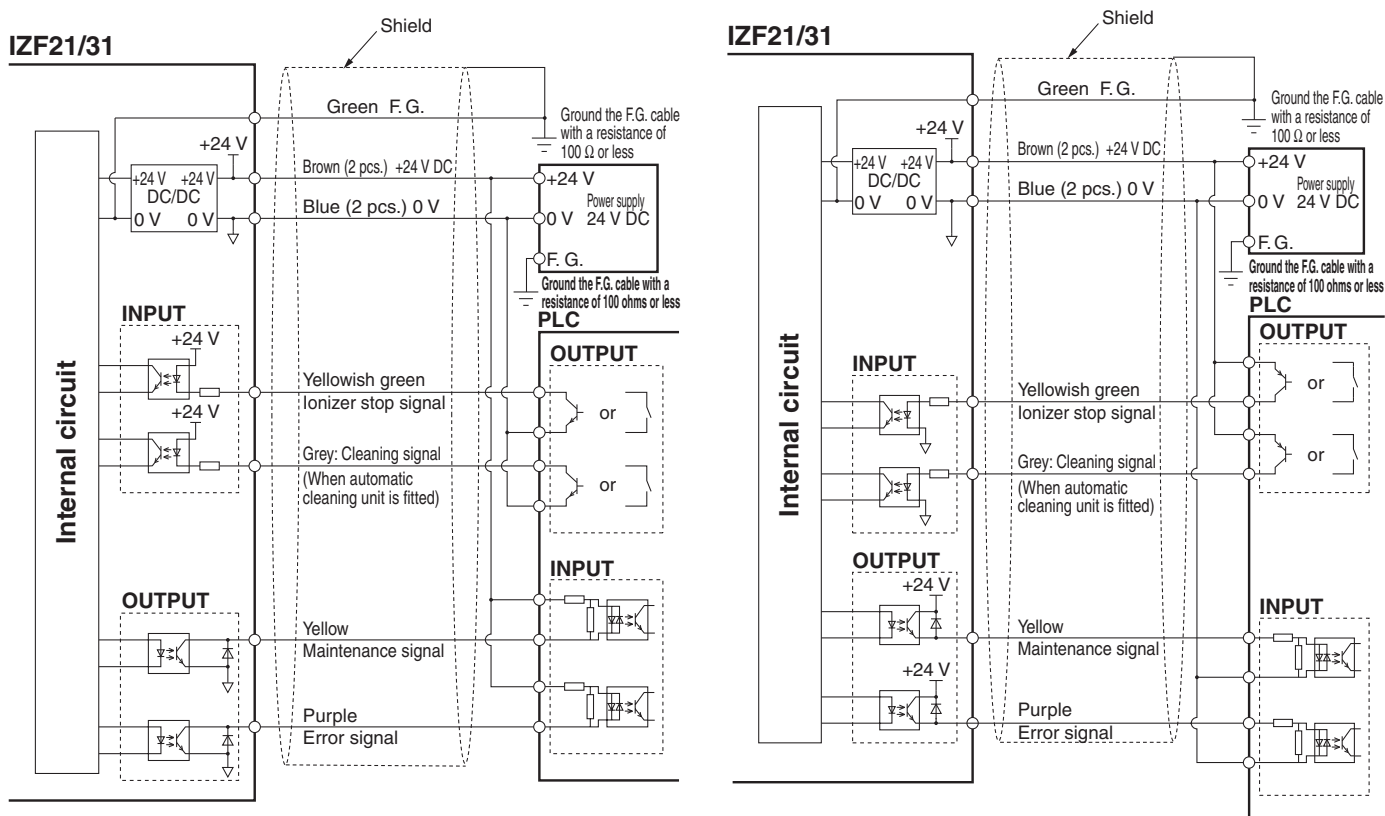 IZF21/31
Shield
Green F.G.
Ground the F.G. cable
with a resistance of
100 Ω or less
+24 V
Brown (2 pcs.) +24 V DC
+24 V +24 V
DC/DC
0 V 0 V
Blue (2 pcs.) 0 V
+24 V
Power supply
0 V 24 V DC
F. G.
Ground the F.G. cable with a
resistance of 100 ohms or less
PLC
Internal circuit
INPUT
+24 V
+24 V
Yellowish green
Ionizer stop signal
Grey: Cleaning signal
(When automatic
cleaning unit is fitted)
OUTPUT
or
or
OUTPUT
Yellow
Maintenance signal
Purple
Error signal
INPUT
IZF21/31
Shield
Green F.G.
Ground the F.G. cable
with a resistance of
100 Ω or less
+24 V
Brown (2 pcs.) +24 V DC
+24 V +24 V
DC/DC
0 V 0 V
Blue (2 pcs.) 0 V
+24 V
Power supply
0 V 24 V DC
F. G.
Ground the F.G. cable with a
resistance of 100 ohms or less
PLC
Internal circuit
INPUT
Yellowish green
Ionizer stop signal
Grey: Cleaning signal
(When automatic
cleaning unit is fitted)
OUTPUT
or
or
OUTPUT
+24 V
+24 V
Yellow
Maintenance signal
Purple
Error signal
INPUT